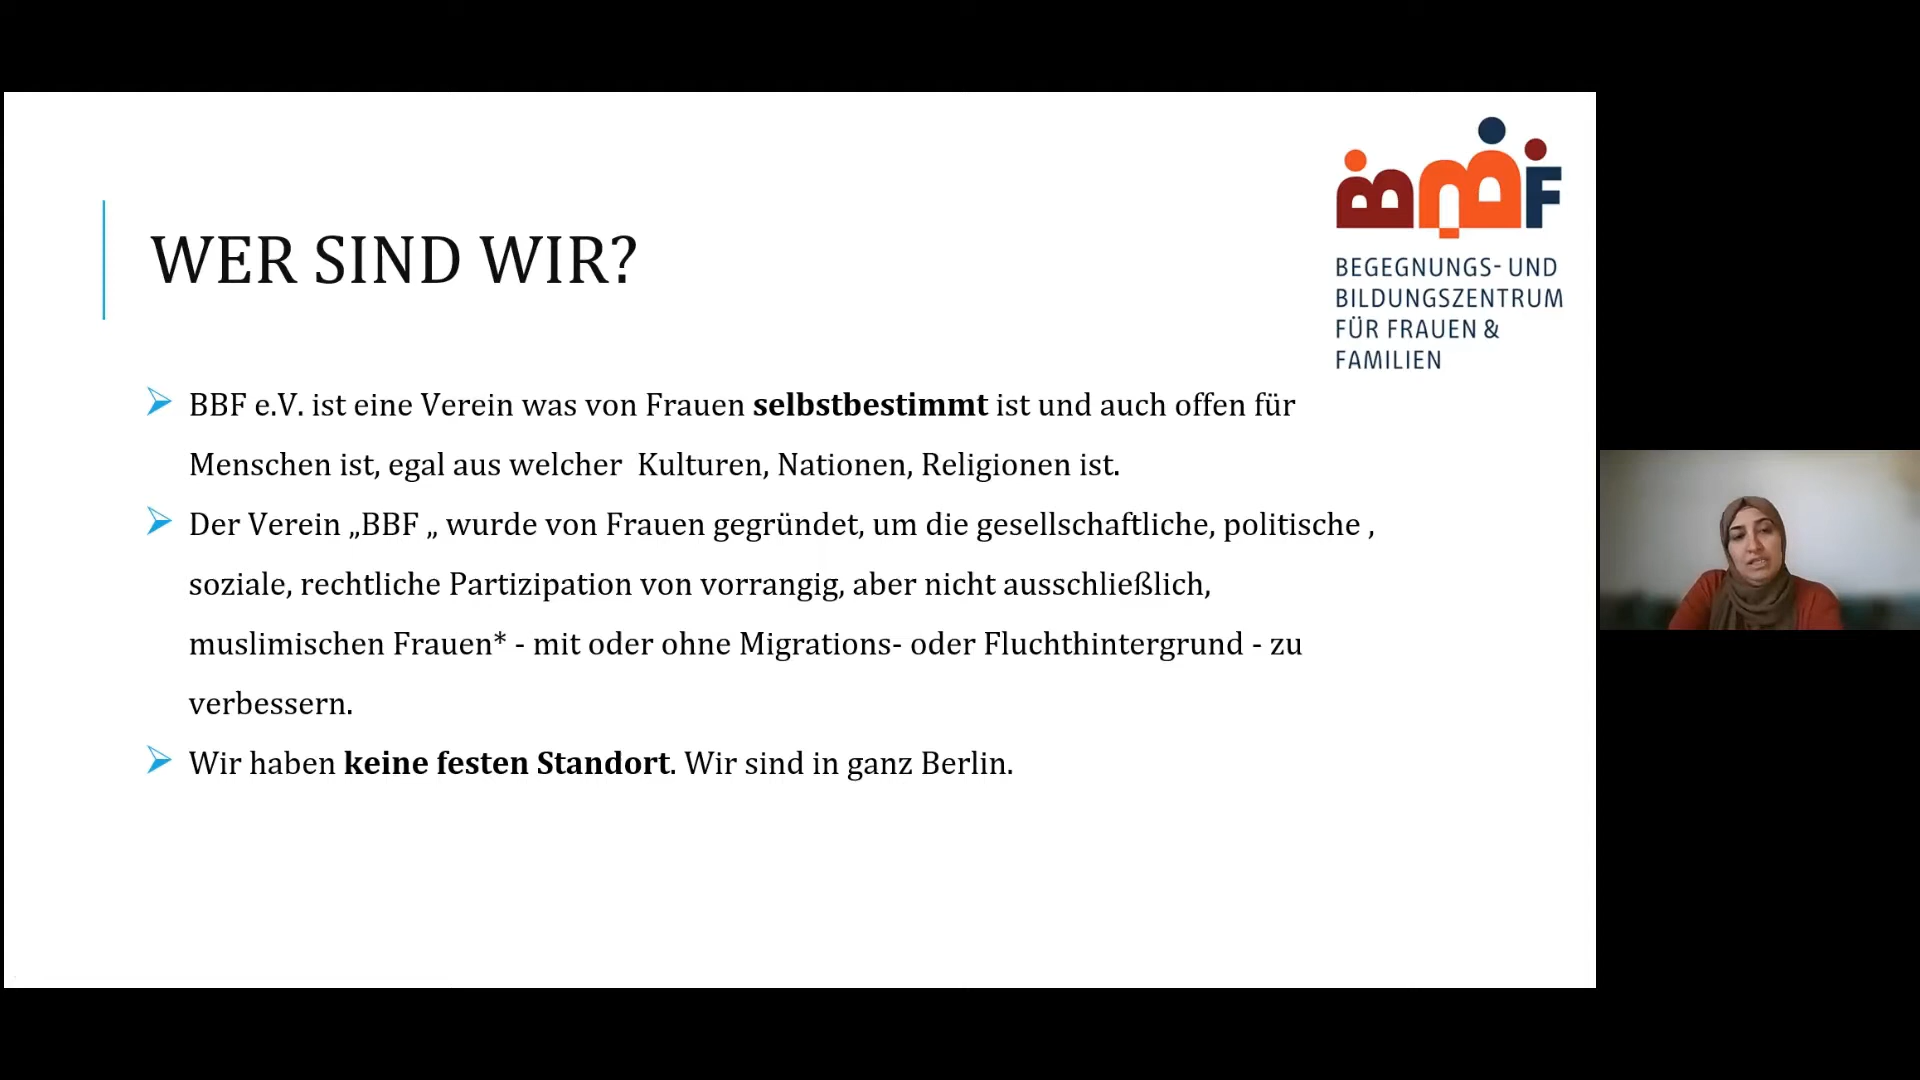 WER SIND WIR?
BBF
BEGEGNUNGS- UND
BILDUNGSZENTRUM
FÜR FRAUEN &
FAMILIEN
BBF e.V. ist eine Verein was von Frauen selbstbestimmt ist und auch offen für
Menschen ist, egal aus welcher  Kulturen, Nationen, Religionen ist.
Der Verein „BBF „ wurde von Frauen gegründet, um die gesellschaftliche, politische ,
soziale, rechtliche Partizipation von vorrangig, aber nicht ausschließlich,
muslimischen Frauen* - mit oder ohne Migrations- oder Fluchthintergrund - zu
verbessern.
Wir haben keine festen Standort. Wir sind in ganz Berlin.